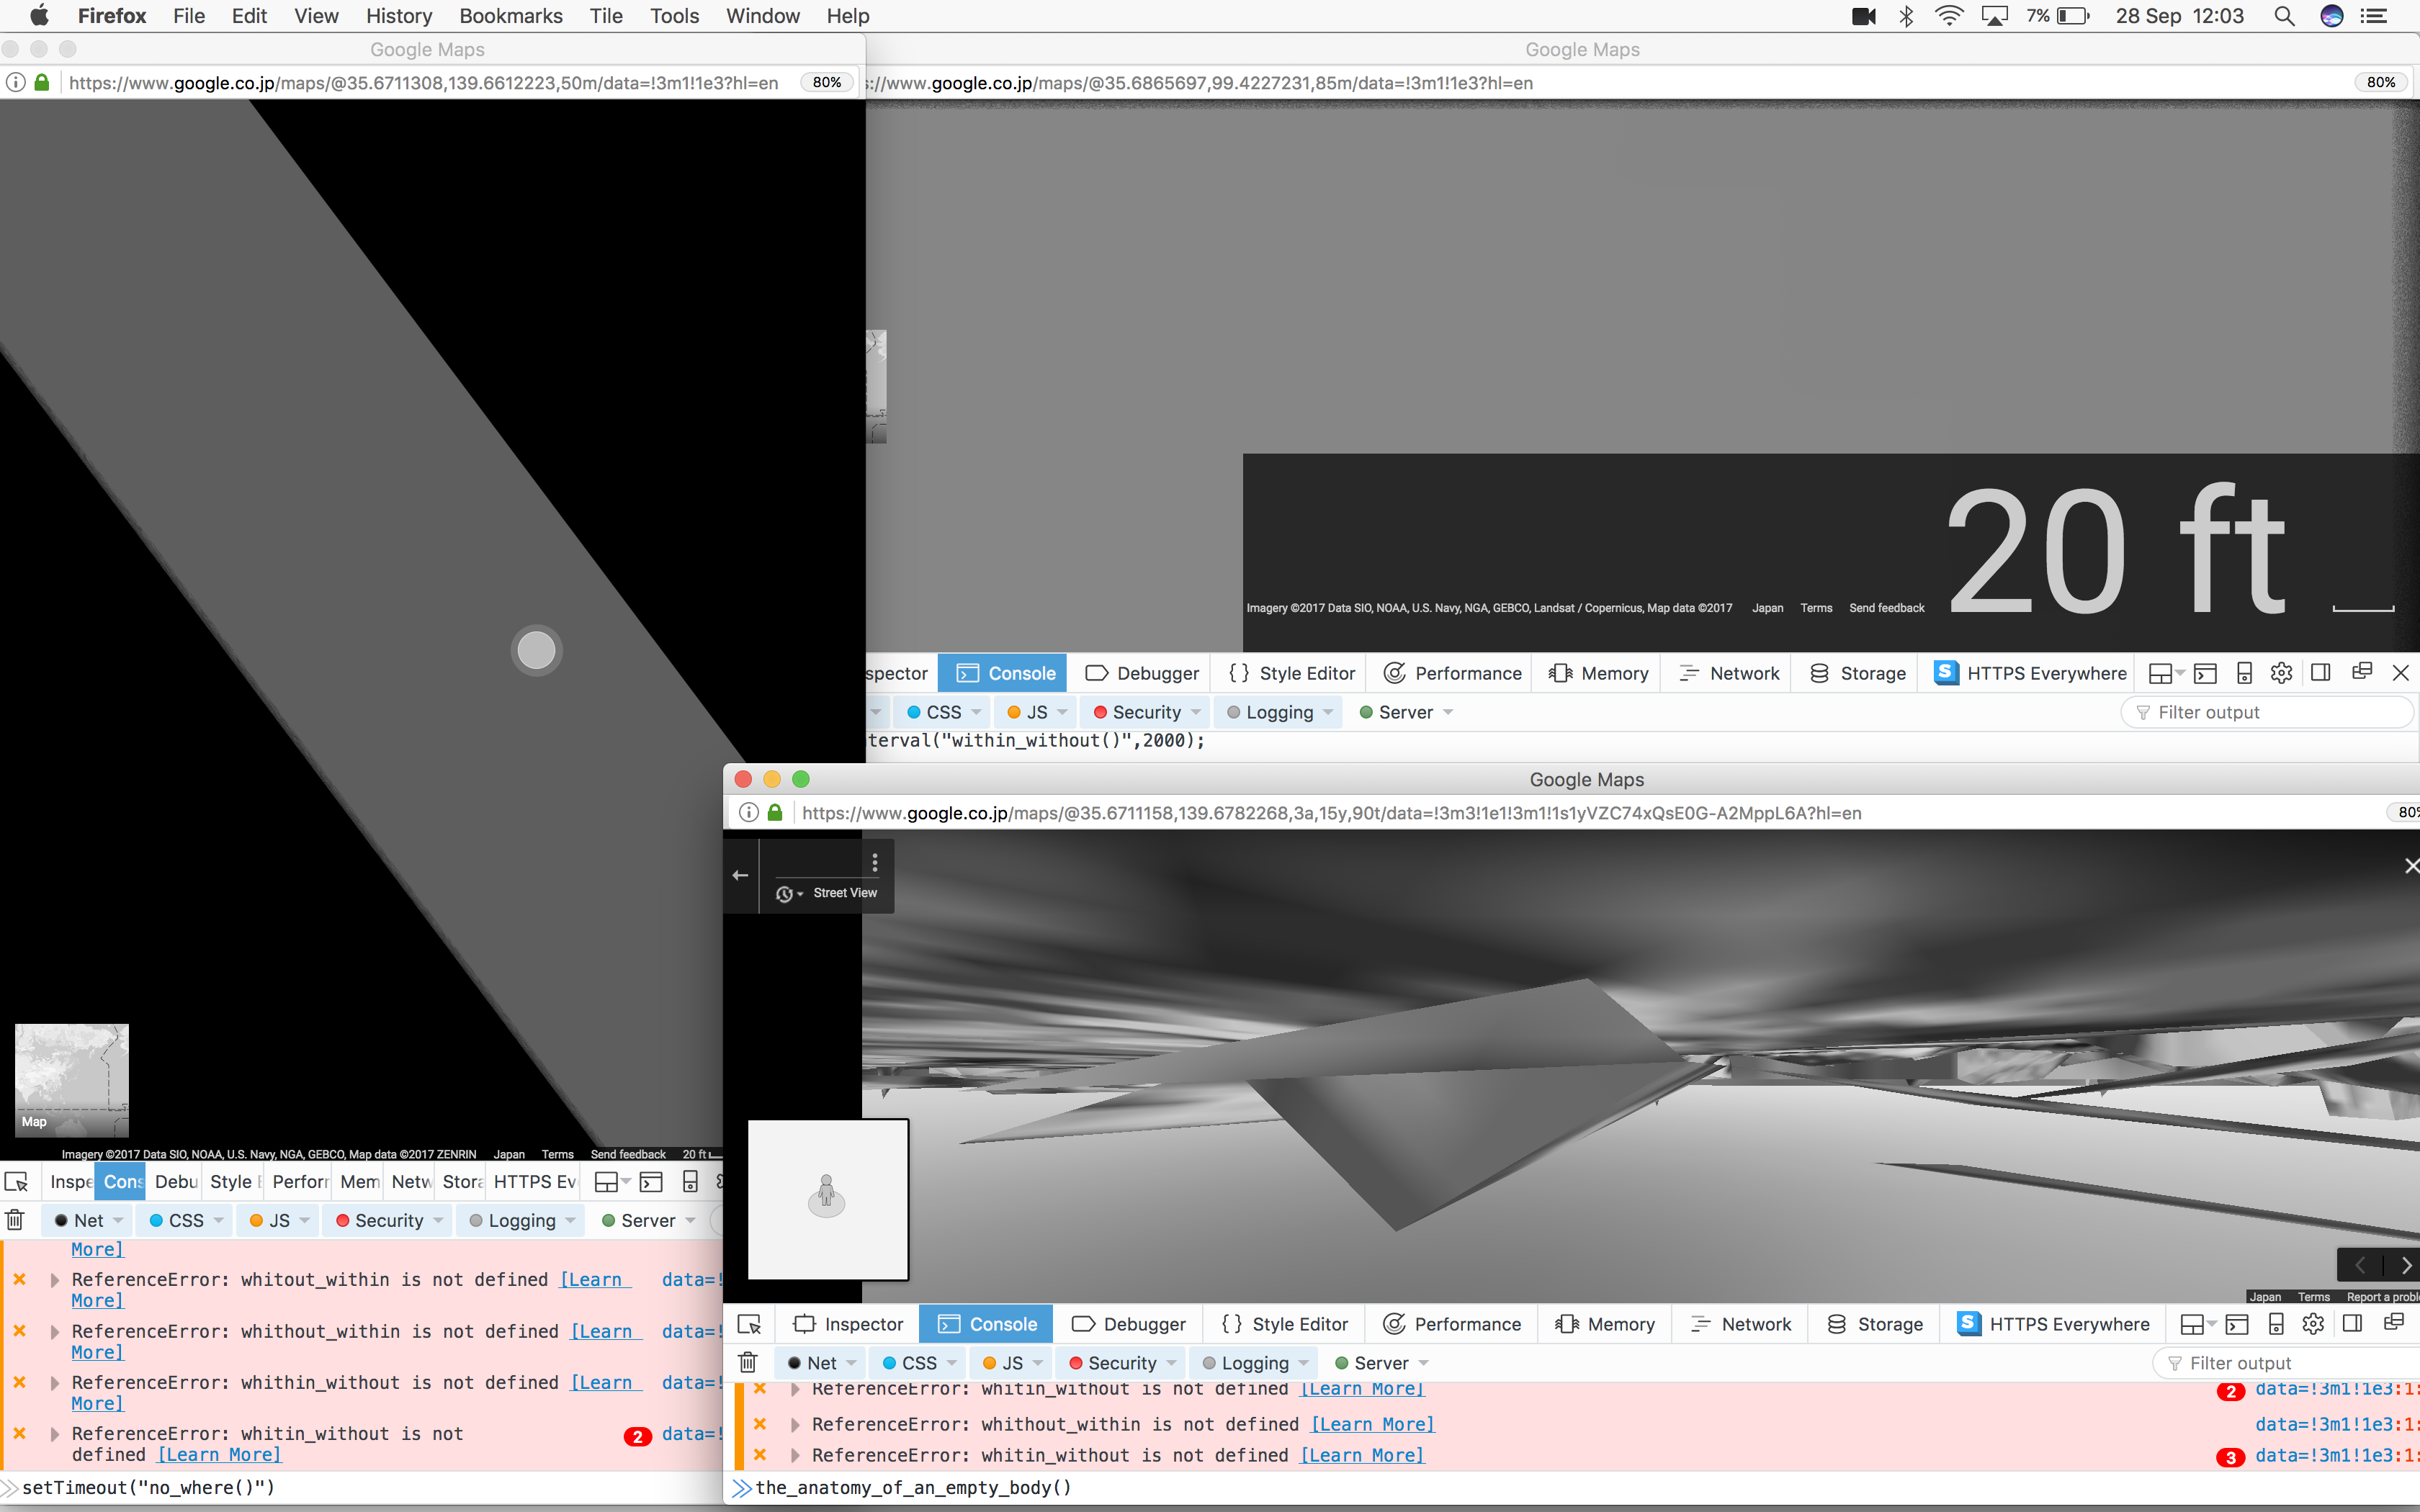 Firefox File Edit View History Bookmarks Tile Tools Window Help 7% 28 Sep 12:03
Google Maps
https://www.google.co.jp/maps/@35.6711308,139.6612223,50m/data=!3m1!1e3?hl=en 80%
Map
Imagery ©2017 Data SIO, NOAA, U.S. Navy, NGA, GEBCO, Map data ©2017 ZENRIN Japan Terms Send feedback 20 ft
Inspe Cons Debu Style E Perfor Mem Netw Stora HTTPS Ev
Net CSS JS Security Logging Server
More]
ReferenceError: whitout_within is not defined [Learn data=!
More]
ReferenceError: whithout_within is not defined [Learn data=!
More]
ReferenceError: whithin_without is not defined [Learn data=!
More]
ReferenceError: whitin_without is not 2 data=!
defined [Learn More]
setTimeout("no_where()")
Google Maps
://www.google.co.jp/maps/@35.6865697,99.4227231,85m/data=!3m1!1e3?hl=en 80%
20 ft
Imagery ©2017 Data SIO, NOAA, U.S. Navy, NGA, GEBCO, Landsat / Copernicus, Map data ©2017 Japan Terms Send feedback
spector Console Debugger { } Style Editor Performance Memory Network Storage S HTTPS Everywhere
CSS JS Security Logging Server Filter output
terval("within_without()",2000);
Google Maps
https://www.google.co.jp/maps/@35.6711158,139.6782268,3a,15y,90t/data=!3m3!1e1!3m1!1s1yVZC74xQsE0G-A2MppL6A?hl=en 80%
Street View
Japan Terms Report a proble
Inspector Console Debugger { } Style Editor Performance Memory Network Storage S HTTPS Everywhere
Net CSS JS Security Logging Server Filter output
ReferenceError: whitin_without is not defined [Learn More] 2 data=!3m1!1e3:1:
ReferenceError: whithout_within is not defined [Learn More] data=!3m1!1e3:1:
ReferenceError: whitin_without is not defined [Learn More] 3 data=!3m1!1e3:1:
the_anatomy_of_an_empty_body()